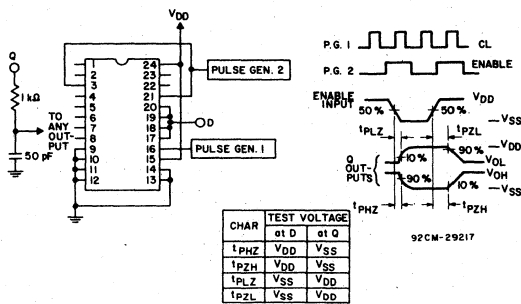 Q
1 kΩ
TO
ANY
OUT-
PUT
50 pF
1
2
3
4
5
6
7
8
9
10
11
12
24
23
22
21
20
19
18
17
16
15
14
13
VDD
PULSE GEN. 2
D
PULSE GEN. 1
P.G. 1
CL
P.G. 2
ENABLE
ENABLE
INPUT
50%
50%
VDD
VSS
tPLZ
tPZL
VDD
90%
10%
VOL
Q
OUT-
PUTS
VOH
90%
10%
VSS
tPHZ
tPZH
92CM-29217
CHAR TEST VOLTAGE
at D at Q
tPHZ VDD VSS
tPZH VDD VSS
tPLZ VSS VDD
tPZL VSS VDD